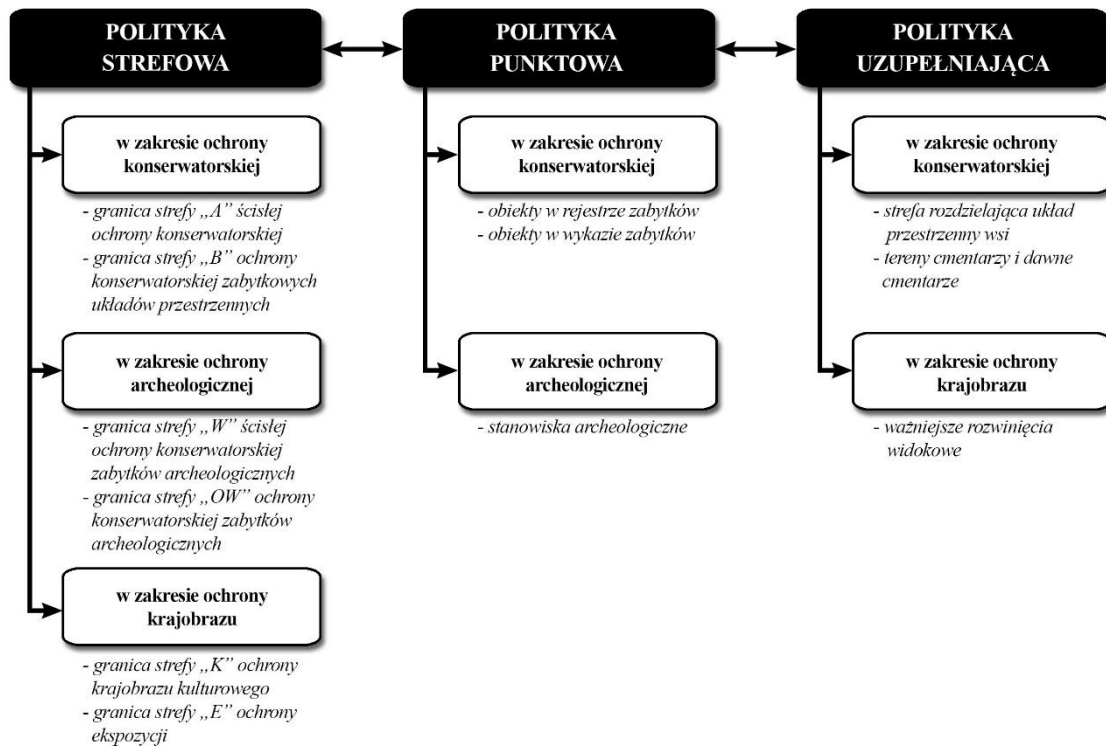 POLITYKA
STREFOWA
w zakresie ochrony
konserwatorskiej
- granica strefy „A” ścisłej
ochrony konserwatorskiej
- granica strefy „B” ochrony
konserwatorskiej zabytkowych
układów przestrzennych
w zakresie ochrony
archeologicznej
- granica strefy „W” ścisłej
ochrony konserwatorskiej
zabytków archeologicznych
- granica strefy „OW” ochrony
konserwatorskiej zabytków
archeologicznych
w zakresie ochrony
krajobrazu
- granica strefy „K” ochrony
krajobrazu kulturowego
- granica strefy „E” ochrony
ekspozycji
POLITYKA
PUNKTOWA
w zakresie ochrony
konserwatorskiej
- obiekty w rejestrze zabytków
- obiekty w wykazie zabytków
w zakresie ochrony
archeologicznej
- stanowiska archeologiczne
POLITYKA
UZUPEŁNIAJĄCA
w zakresie ochrony
konserwatorskiej
- strefa rozdzielająca układ
przestrzenny wsi
- tereny cmentarzy i dawne
cmentarze
w zakresie ochrony
krajobrazu
- ważniejsze rozwinięcia
widokowe